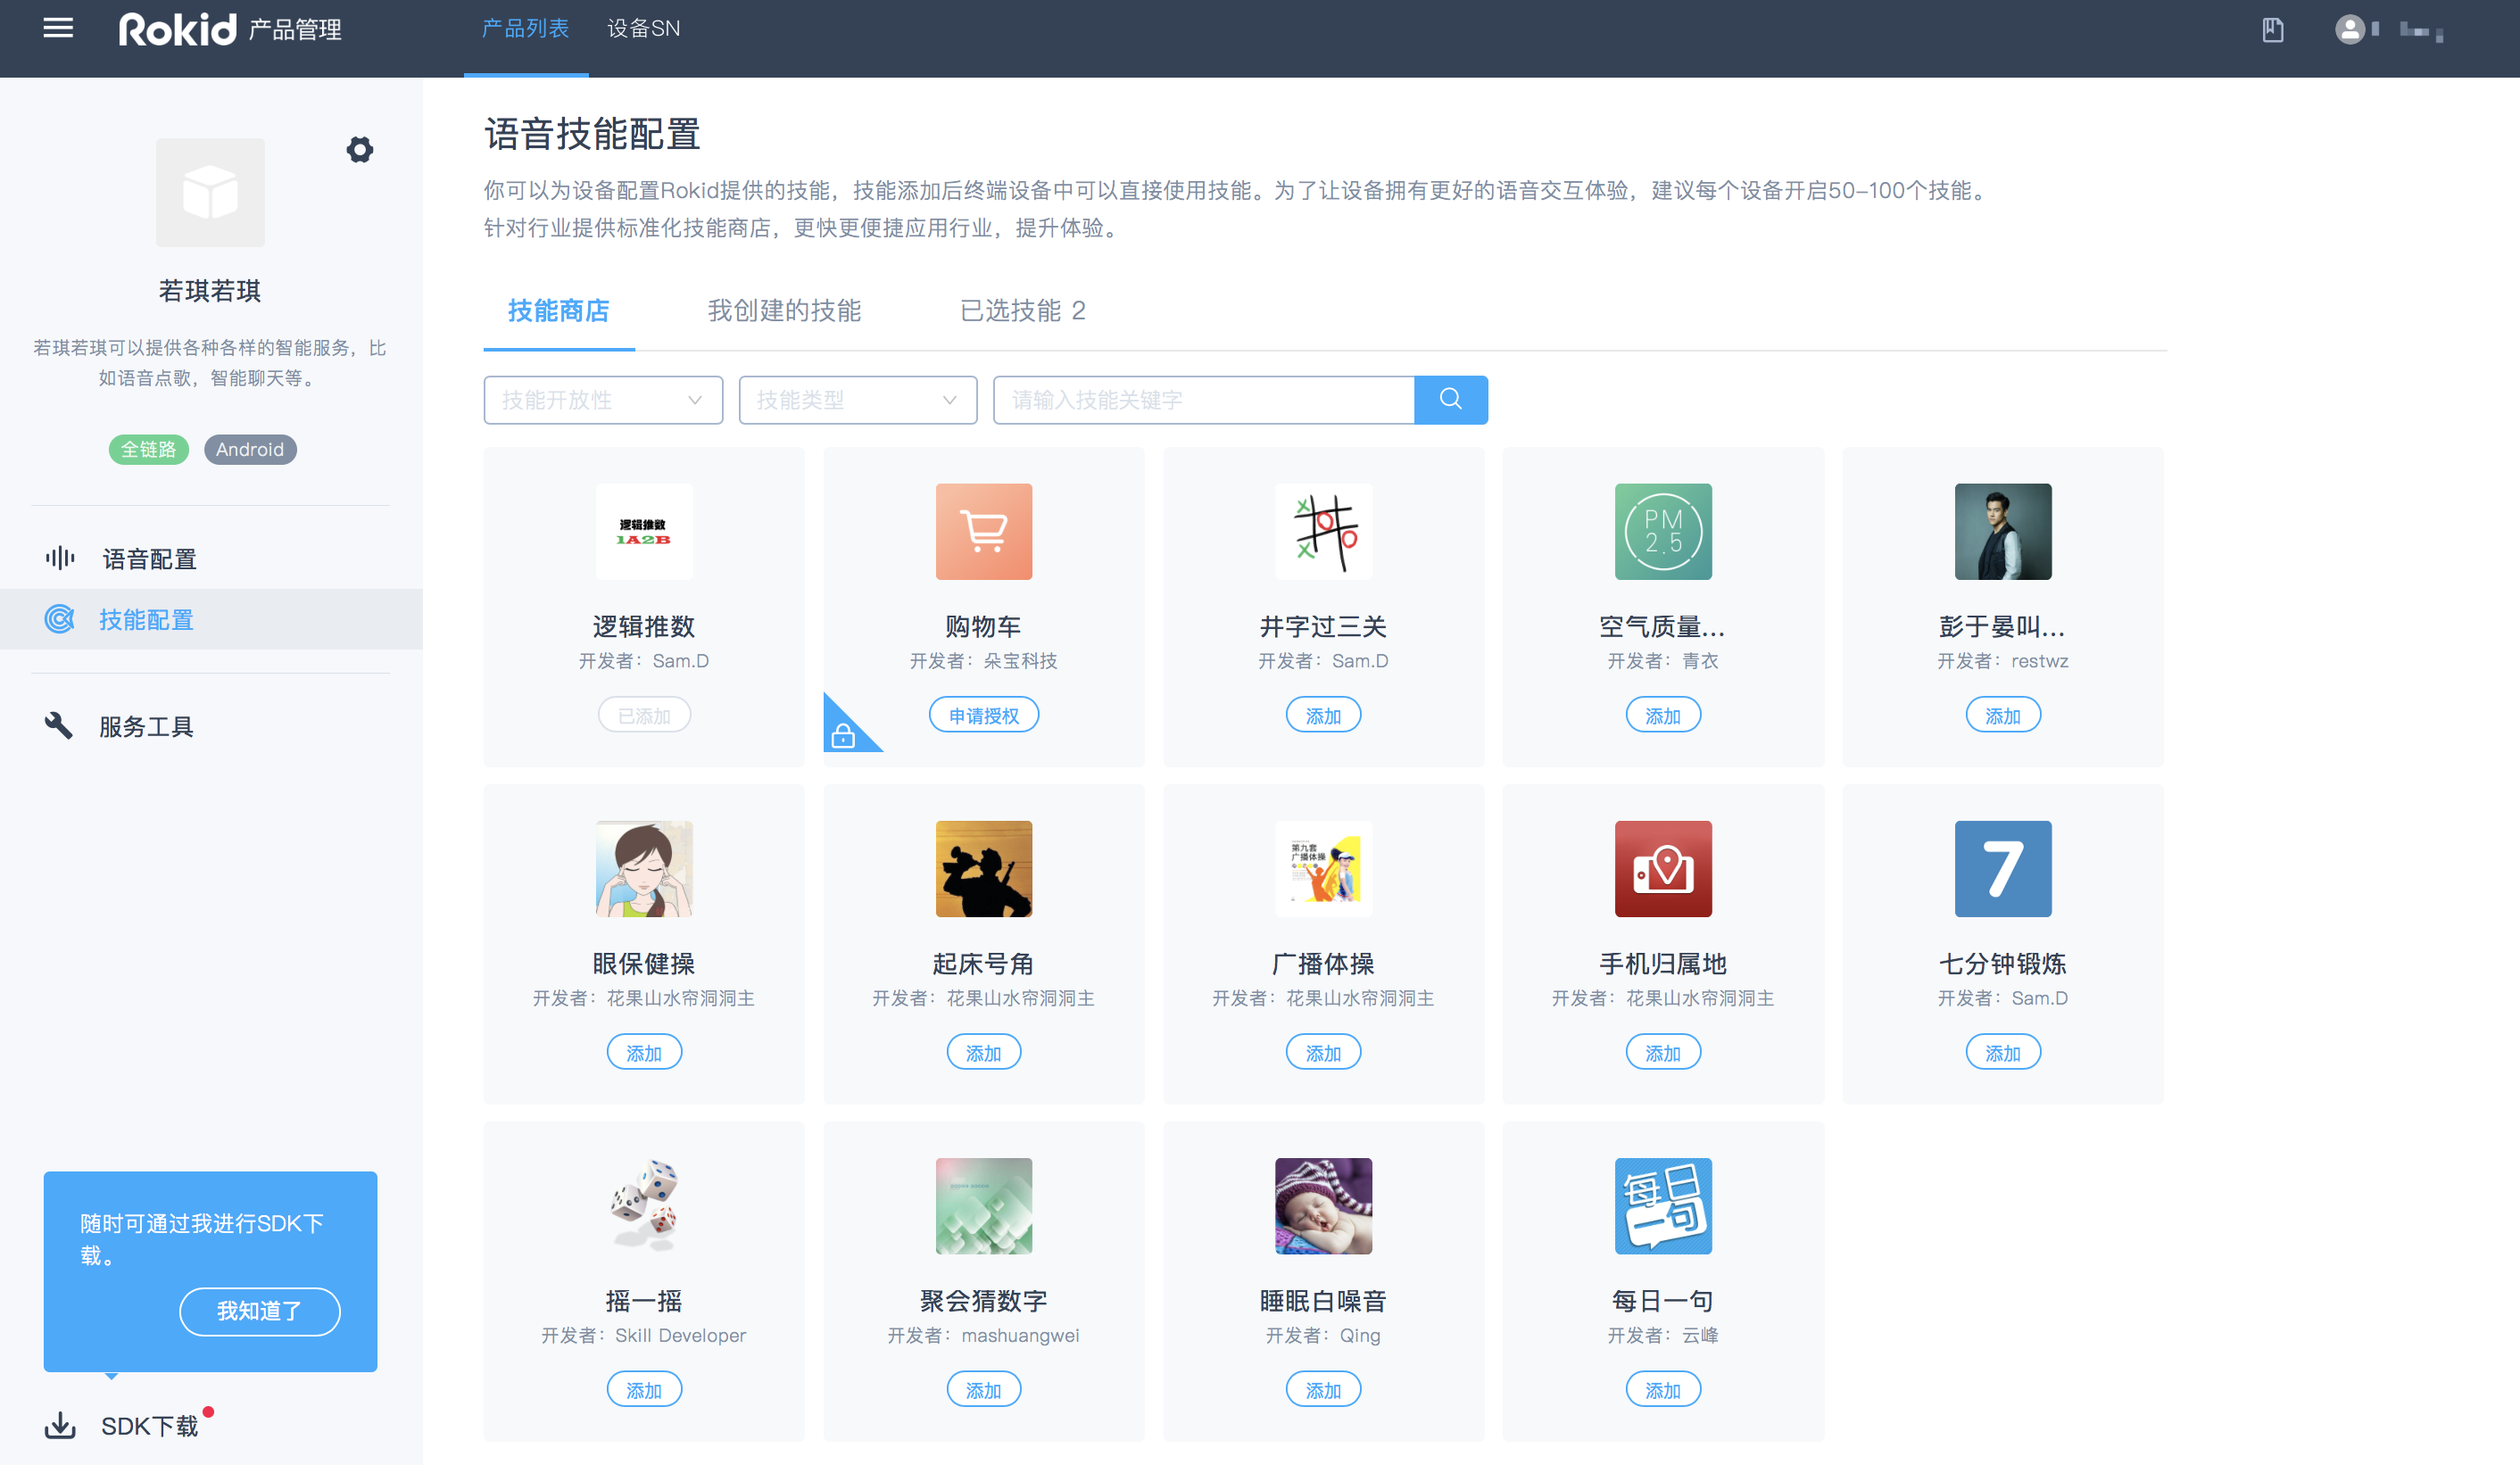 Rokid 产品管理
产品列表
设备SN
若琪若琪
若琪若琪可以提供各种各样的智能服务，比
如语音点歌，智能聊天等。
全链路
Android
语音配置
技能配置
服务工具
随时可通过我进行SDK下
载。
我知道了
SDK下载
语音技能配置
你可以为设备配置Rokid提供的技能，技能添加后终端设备中可以直接使用技能。为了让设备拥有更好的语音交互体验，建议每个设备开启50-100个技能。
针对行业提供标准化技能商店，更快更便捷应用行业，提升体验。
技能商店
我创建的技能
已选技能 2
技能开放性
技能类型
请输入技能关键字
逻辑推数
1A2B
逻辑推数
开发者：Sam.D
已添加
购物车
开发者：朵宝科技
申请授权
井字过三关
开发者：Sam.D
添加
PM
2.5
空气质量...
开发者：青衣
添加
彭于晏叫...
开发者：restwz
添加
眼保健操
开发者：花果山水帘洞洞主
添加
起床号角
开发者：花果山水帘洞洞主
添加
第九套
广播体操
广播体操
开发者：花果山水帘洞洞主
添加
手机归属地
开发者：花果山水帘洞洞主
添加
7
七分钟锻炼
开发者：Sam.D
添加
摇一摇
开发者：Skill Developer
添加
聚会猜数字
开发者：mashuangwei
添加
睡眠白噪音
开发者：Qing
添加
每日
一句
每日一句
开发者：云峰
添加